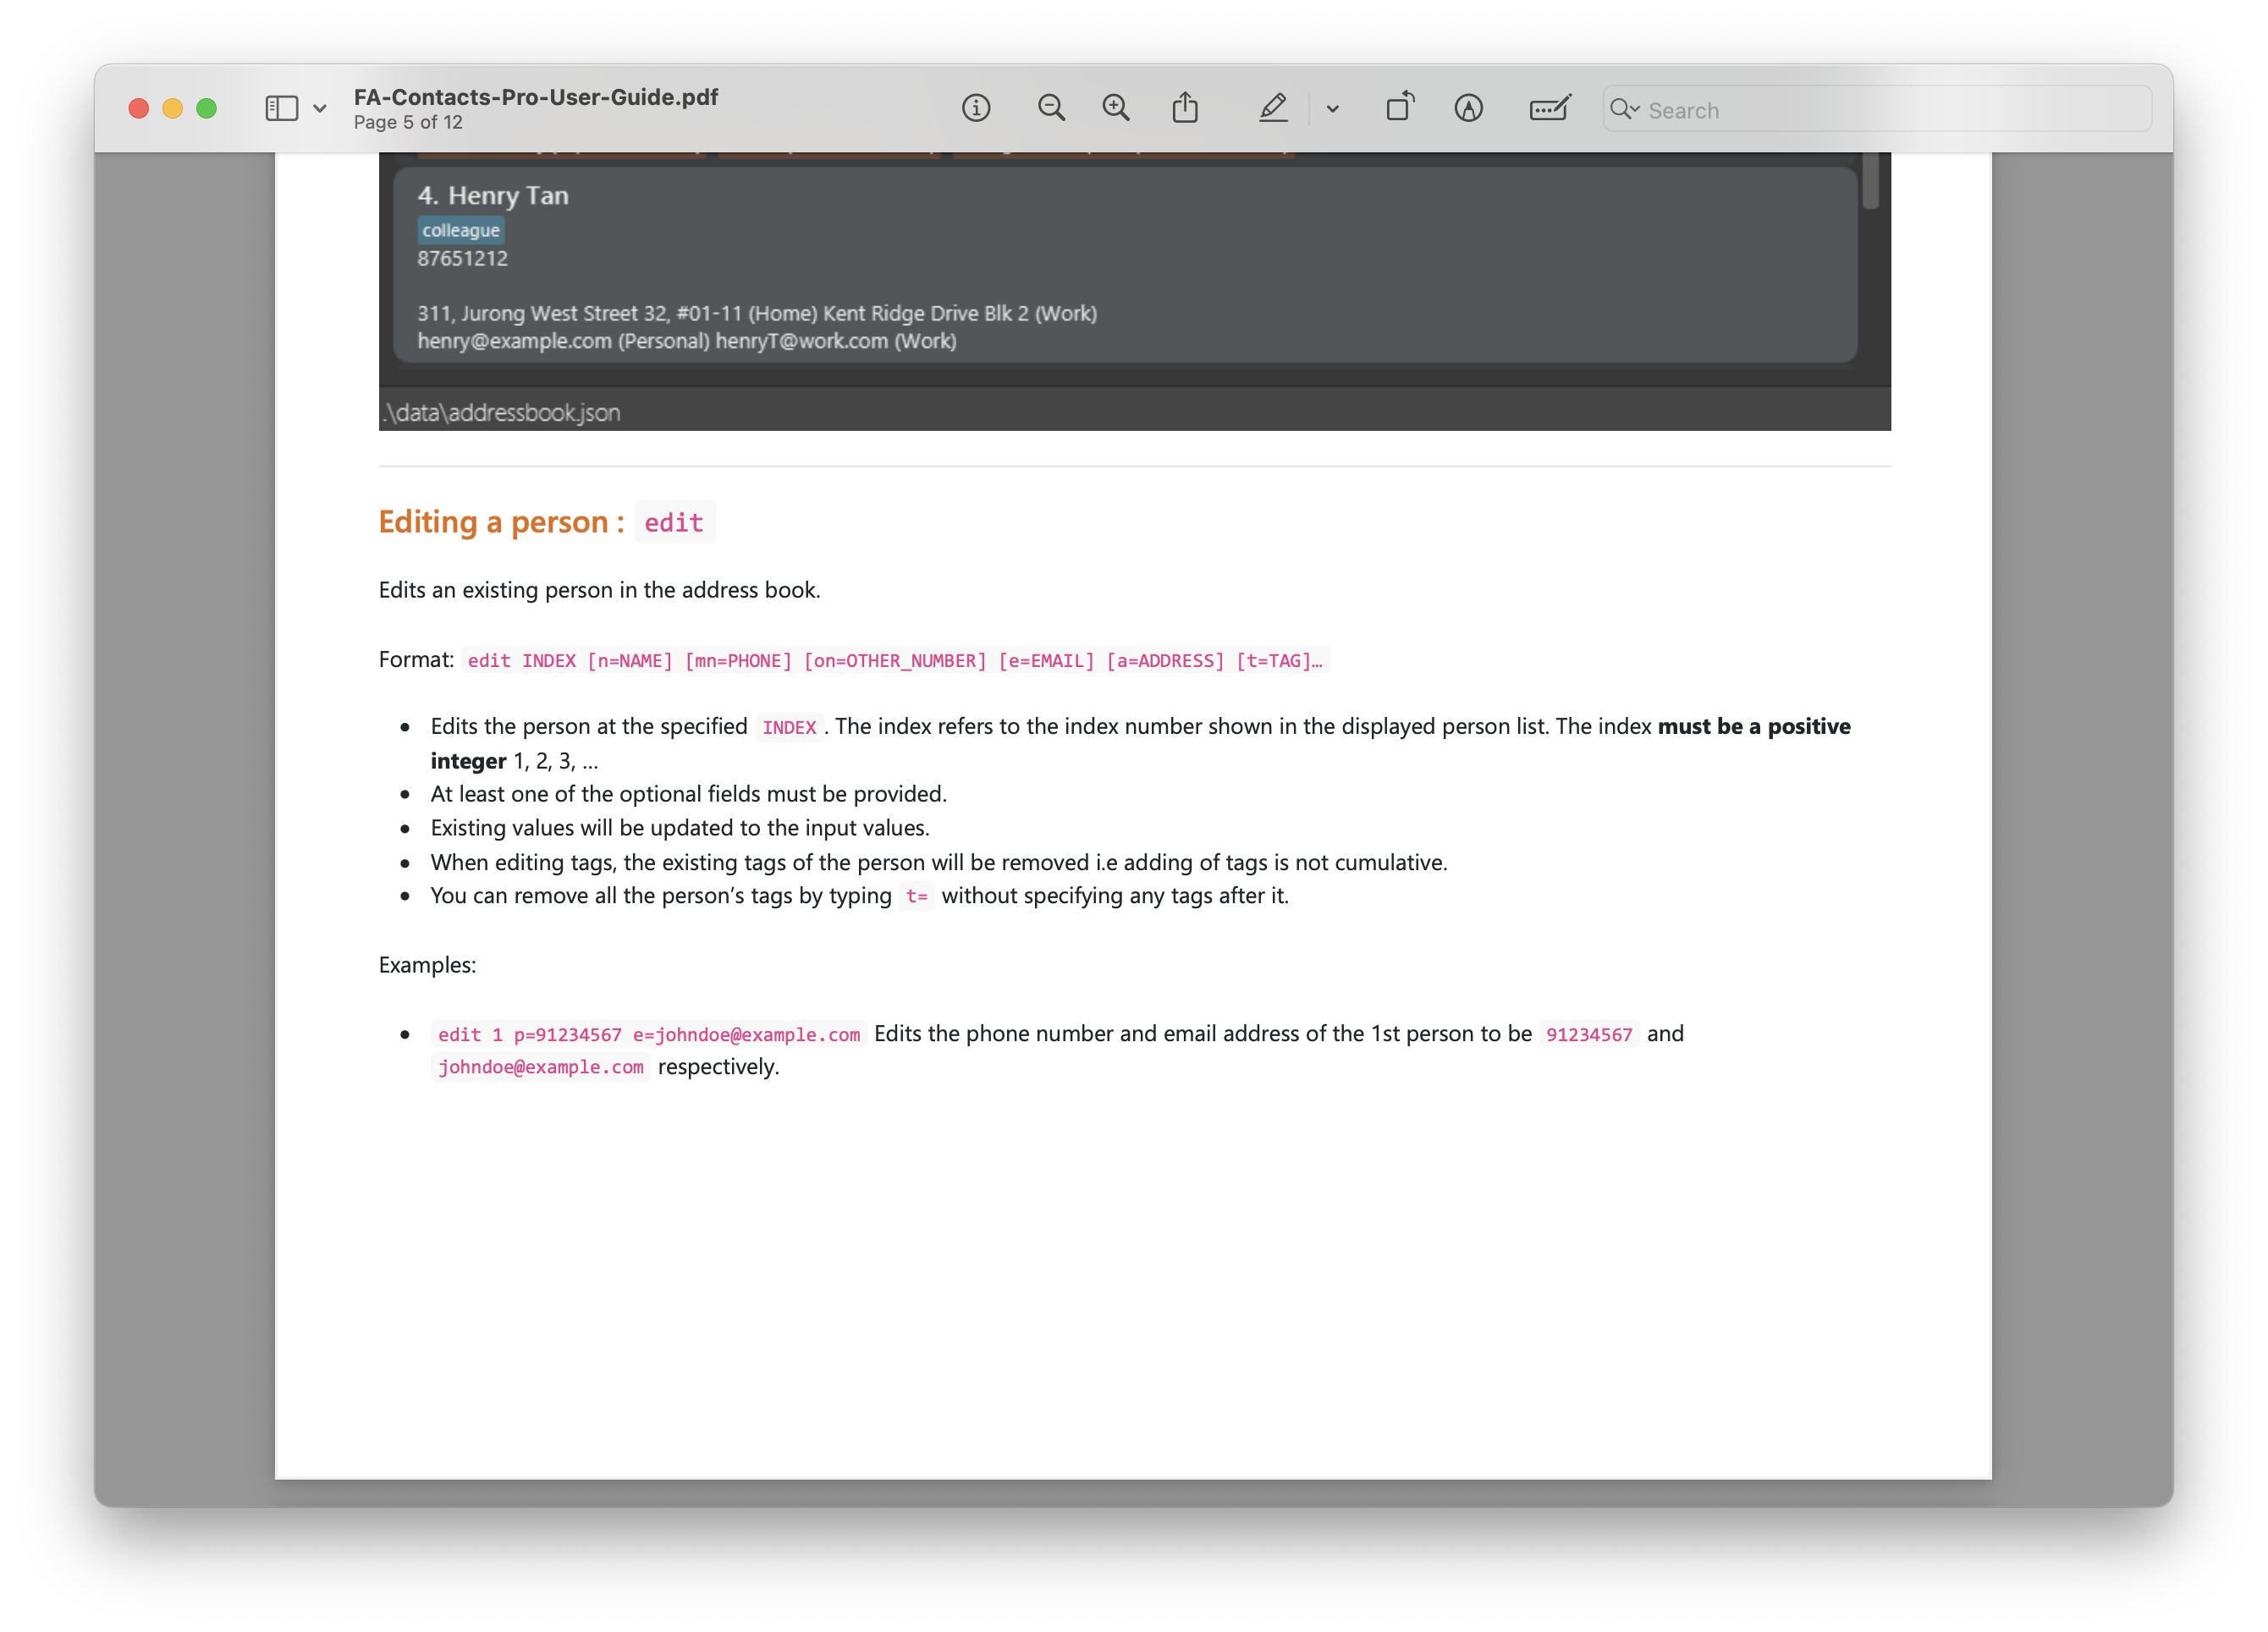 FA-Contacts-Pro-User-Guide.pdf
Page 5 of 12
Search
4. Henry Tan
colleague
87651212
311, Jurong West Street 32, #01-11 (Home) Kent Ridge Drive Blk 2 (Work)
henry@example.com (Personal) henryT@work.com (Work)
.\data\addressbook.json
Editing a person : edit
Edits an existing person in the address book.
Format: edit INDEX [n=NAME] [mn=PHONE] [on=OTHER_NUMBER] [e=EMAIL] [a=ADDRESS] [t=TAG]…
• Edits the person at the specified INDEX . The index refers to the index number shown in the displayed person list. The index must be a positive
integer 1, 2, 3, …
• At least one of the optional fields must be provided.
• Existing values will be updated to the input values.
• When editing tags, the existing tags of the person will be removed i.e adding of tags is not cumulative.
• You can remove all the person’s tags by typing t= without specifying any tags after it.
Examples:
• edit 1 p=91234567 e=johndoe@example.com Edits the phone number and email address of the 1st person to be 91234567 and
johndoe@example.com respectively.